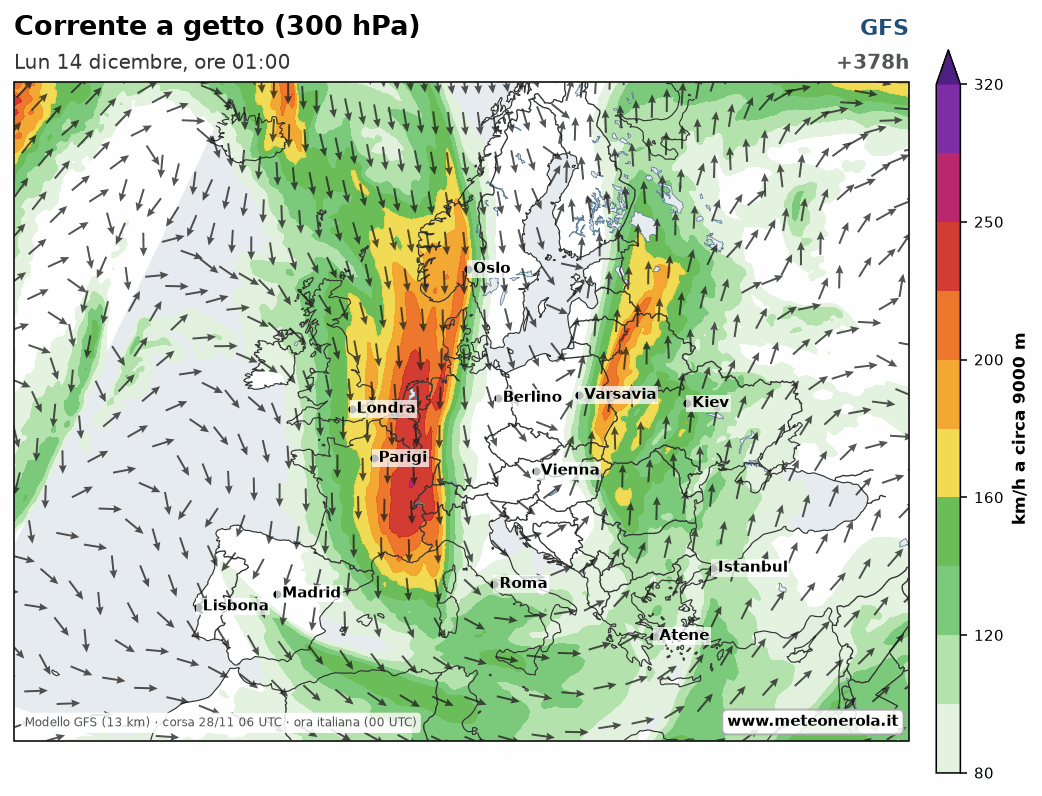 Corrente a getto (300 hPa)
GFS
Lun 14 dicembre, ore 01:00
+378h
320
250
200
160
120
80
km/h a circa 9000 m
Oslo
Berlino
Varsavia
Kiev
Londra
Parigi
Vienna
Istanbul
Roma
Madrid
Lisbona
Atene
Modello GFS (13 km) · corsa 28/11 06 UTC · ora italiana (00 UTC)
www.meteonerola.it